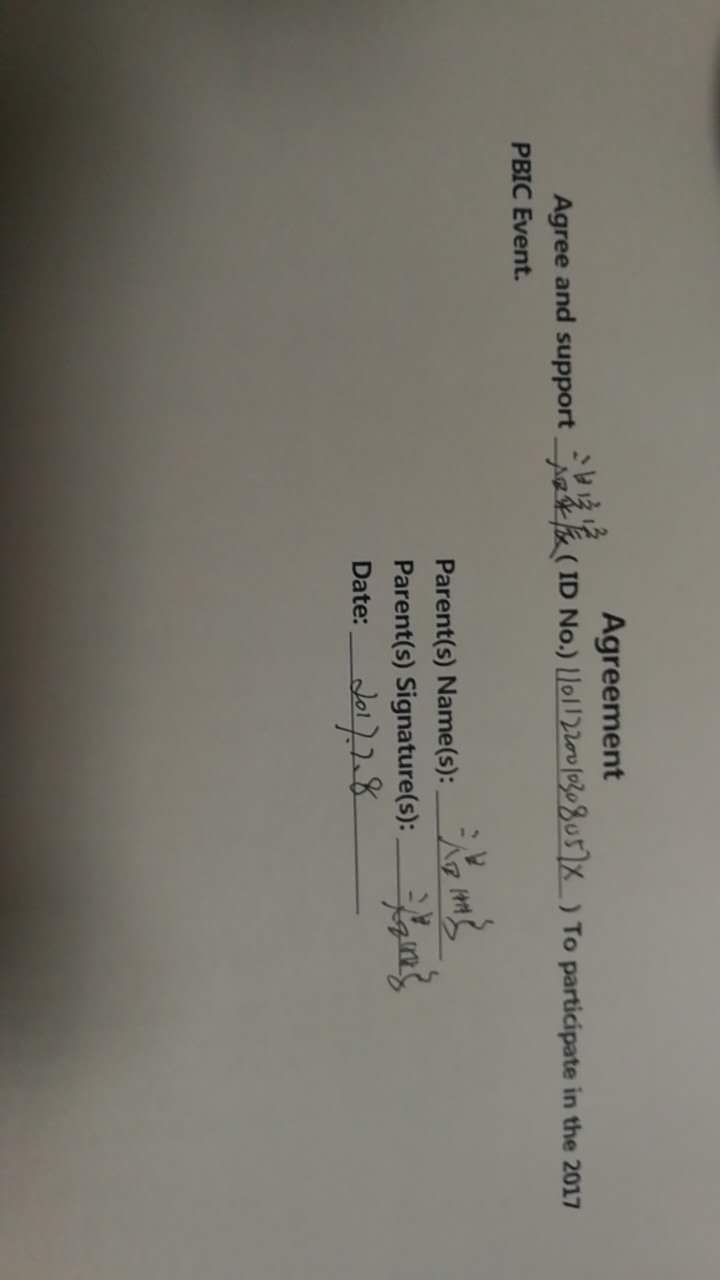 Agreement
Agree and support (ID No.) 11011220010308057X ) To participate in the 2017
PBIC Event.
Parent(s) Name(s):
Parent(s) Signature(s):
Date: 2017.7.8